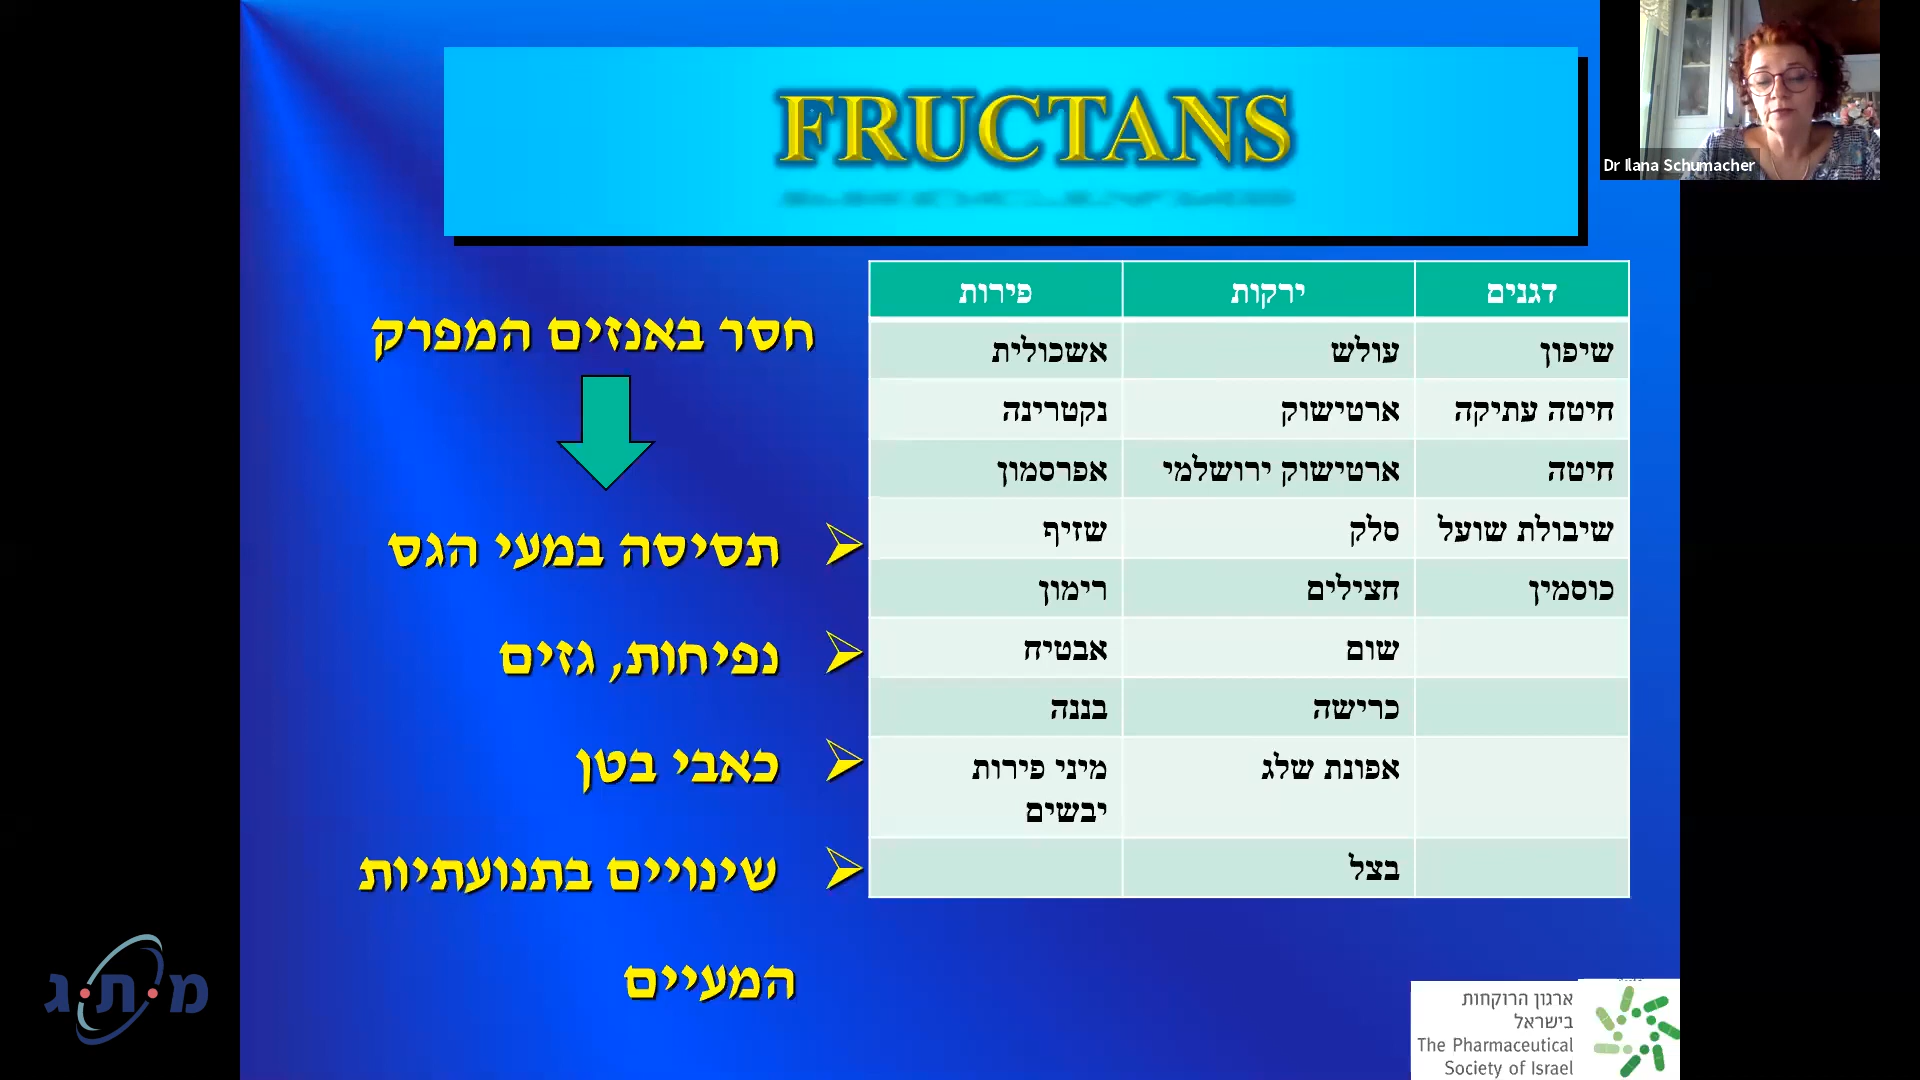 FRUCTANS
Dr Ilana Schumacher
דגנים ירקות פירות
שיפון עולש אשכולית
חיטה עתיקה ארטישוק נקטרינה
חיטה ארטישוק ירושלמי אפרסמון
שיבולת שועל סלק שזיף
כוסמין חצילים רימון
שום אבטיח
כרישה בננה
אפונת שלג מיני פירות
יבשים
בצל
חסר באנזים המפרק
תסיסה במעי הגס
נפיחות, גזים
כאבי בטן
שינויים בתנועתיות
המעיים
מ.ת.ג
ארגון הרוקחות
בישראל
The Pharmaceutical
Society of Israel